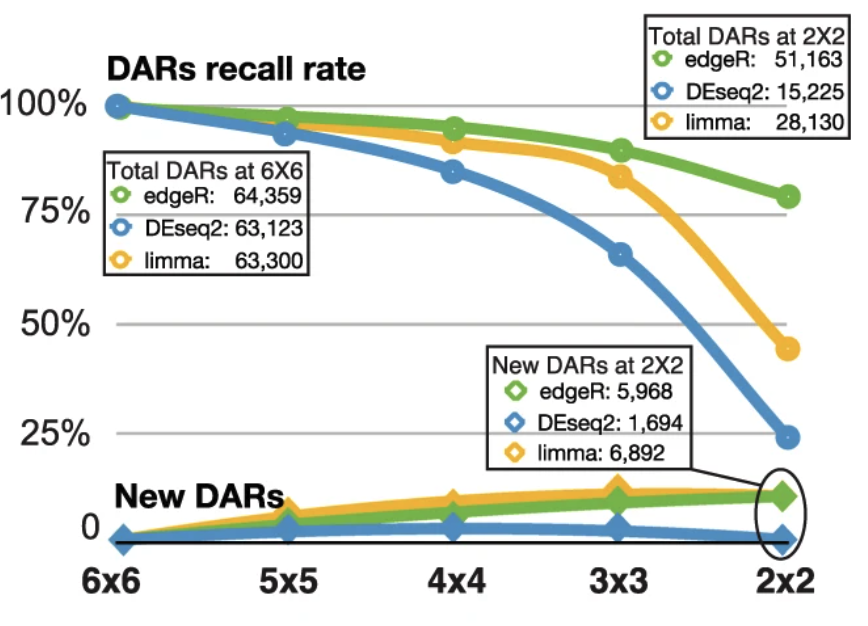 DARs recall rate
100%
75%
50%
25%
0
Total DARs at 2X2
edgeR: 51,163
DEseq2: 15,225
limma: 28,130
Total DARs at 6X6
edgeR: 64,359
DEseq2: 63,123
limma: 63,300
New DARs at 2X2
edgeR: 5,968
DEseq2: 1,694
limma: 6,892
New DARs
6x6 5x5 4x4 3x3 2x2